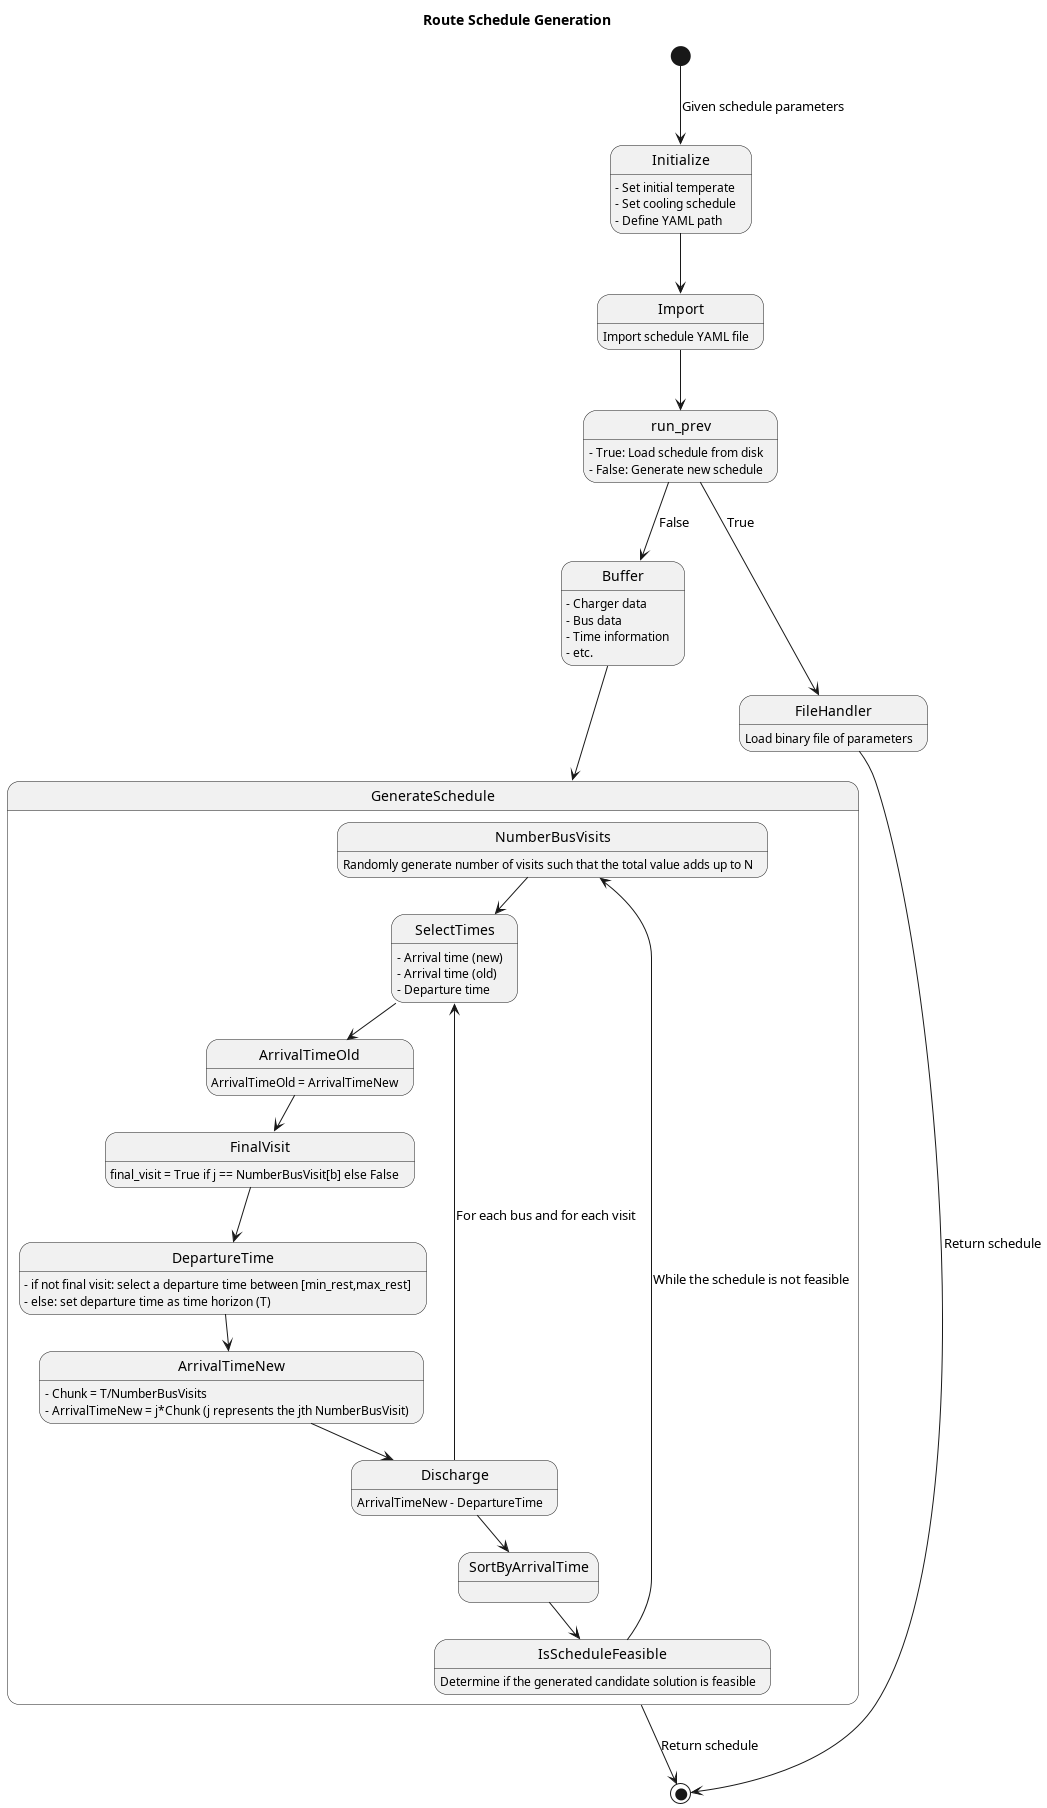 Route Schedule Generation
Given schedule parameters
Initialize
- Set initial temperate
- Set cooling schedule
- Define YAML path
Import
Import schedule YAML file
run_prev
- True: Load schedule from disk
- False: Generate new schedule
False
True
Buffer
- Charger data
- Bus data
- Time information
- etc.
FileHandler
Load binary file of parameters
GenerateSchedule
NumberBusVisits
Randomly generate number of visits such that the total value adds up to N
SelectTimes
- Arrival time (new)
- Arrival time (old)
- Departure time
ArrivalTimeOld
ArrivalTimeOld = ArrivalTimeNew
FinalVisit
final_visit = True if j == NumberBusVisit[b] else False
For each bus and for each visit
Return schedule
DepartureTime
- if not final visit: select a departure time between [min_rest,max_rest]
- else: set departure time as time horizon (T)
While the schedule is not feasible
ArrivalTimeNew
- Chunk = T/NumberBusVisits
- ArrivalTimeNew = j*Chunk (j represents the jth NumberBusVisit)
Discharge
ArrivalTimeNew - DepartureTime
SortByArrivalTime
IsScheduleFeasible
Determine if the generated candidate solution is feasible
Return schedule